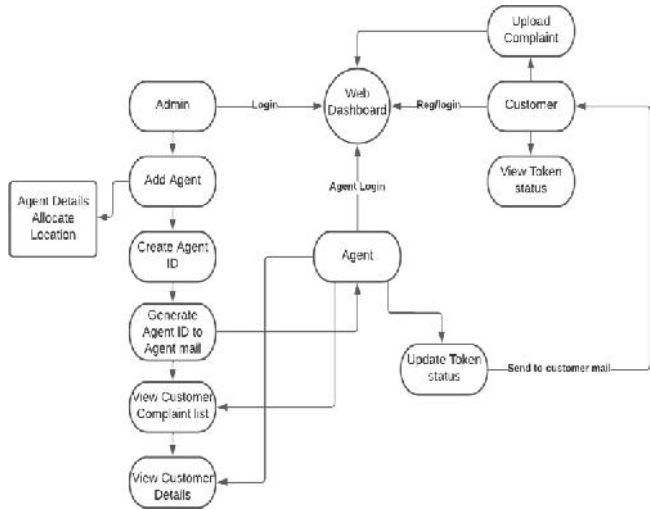 Upload
Complaint
Web
Dashboard
Admin
Login
Reg/login
Customer
Add Agent
View Token
status
Agent Details
Allocate
Location
Agent Login
Create Agent
ID
Agent
Generate
Agent ID to
Agent mail
Update Token
status
Send to customer mail
View Customer
Complaint list
View Customer
Details